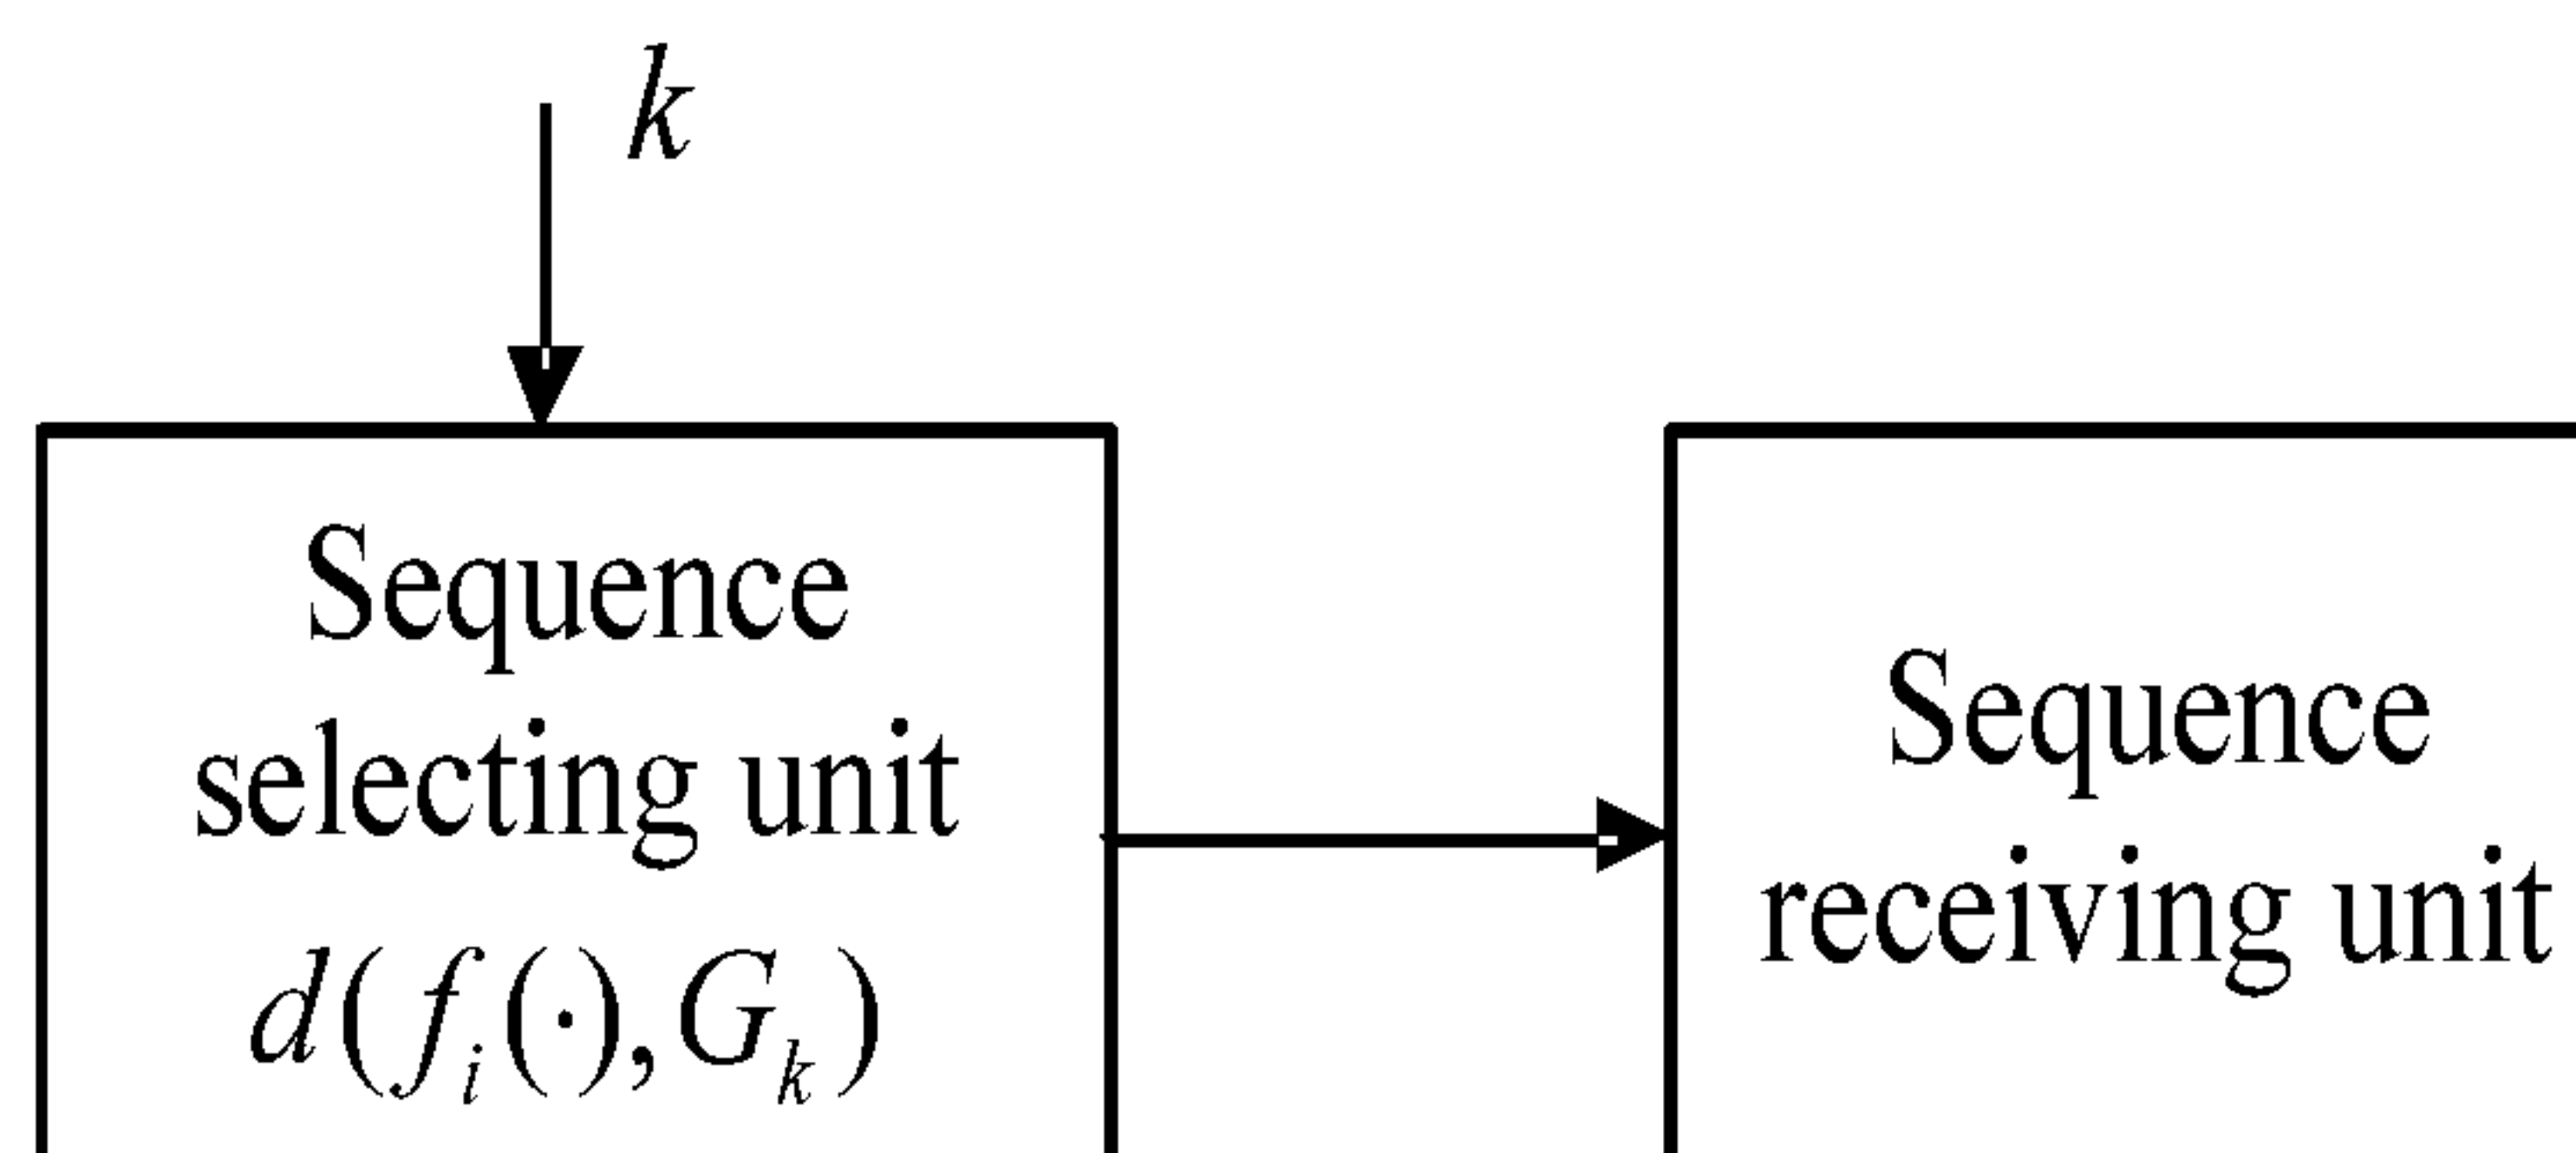 k
Sequence
selecting unit
d(f_i(·),G_k)
Sequence
receiving unit